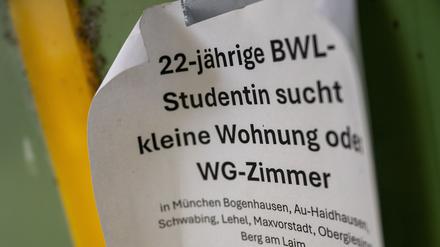 22-jährige BWL-
Studentin sucht
kleine Wohnung oder
WG-Zimmer
in München Bogenhausen, Au-Haidhausen,
Schwabing, Lehel, Maxvorstadt, Obergiesing,
Berg am Laim